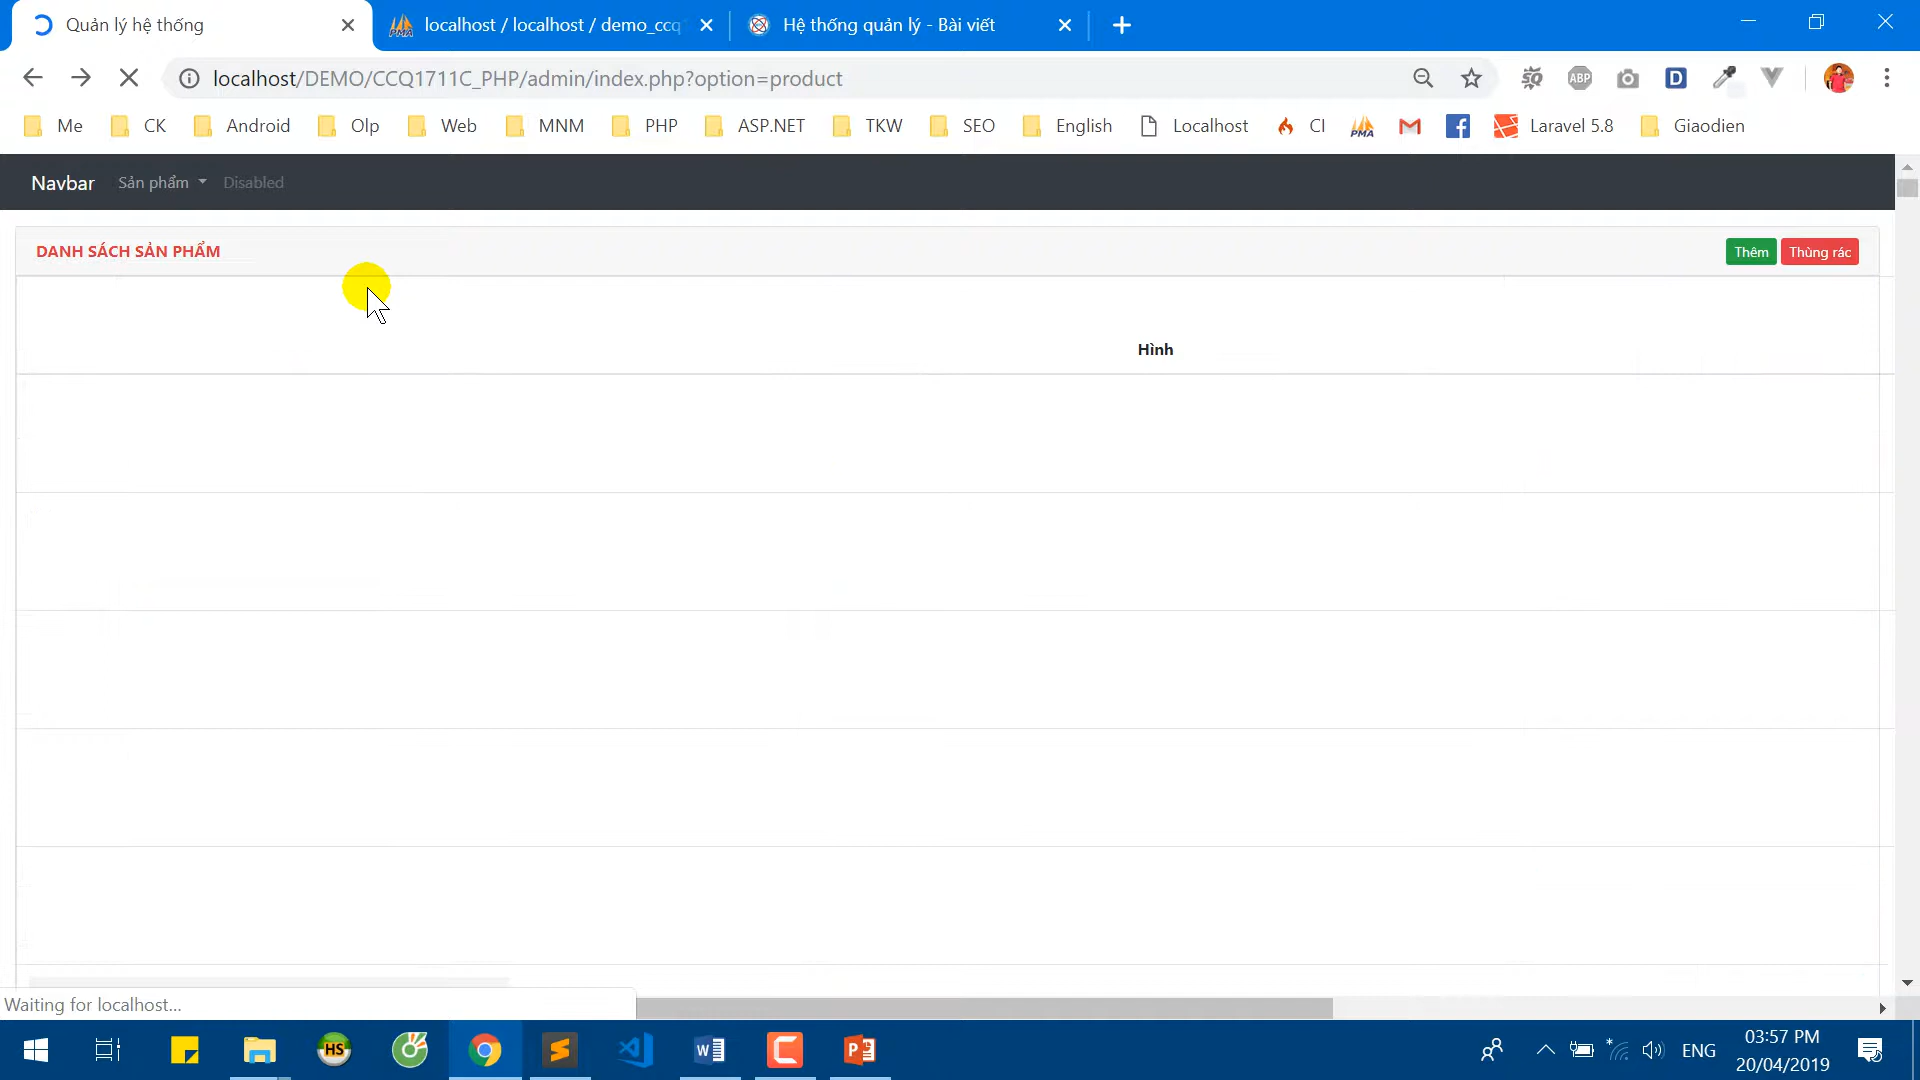 Quản lý hệ thống
localhost / localhost / demo_ccq
Hệ thống quản lý - Bài viết
localhost/DEMO/CCQ1711C_PHP/admin/index.php?option=product
Me CK Android Olp Web MNM PHP ASP.NET TKW SEO English Localhost CI PMA Laravel 5.8 Giaodien
Navbar Sản phẩm Disabled
DANH SÁCH SẢN PHẨM Thêm Thùng rác
Hình
Waiting for localhost...
ENG
03:57 PM
20/04/2019